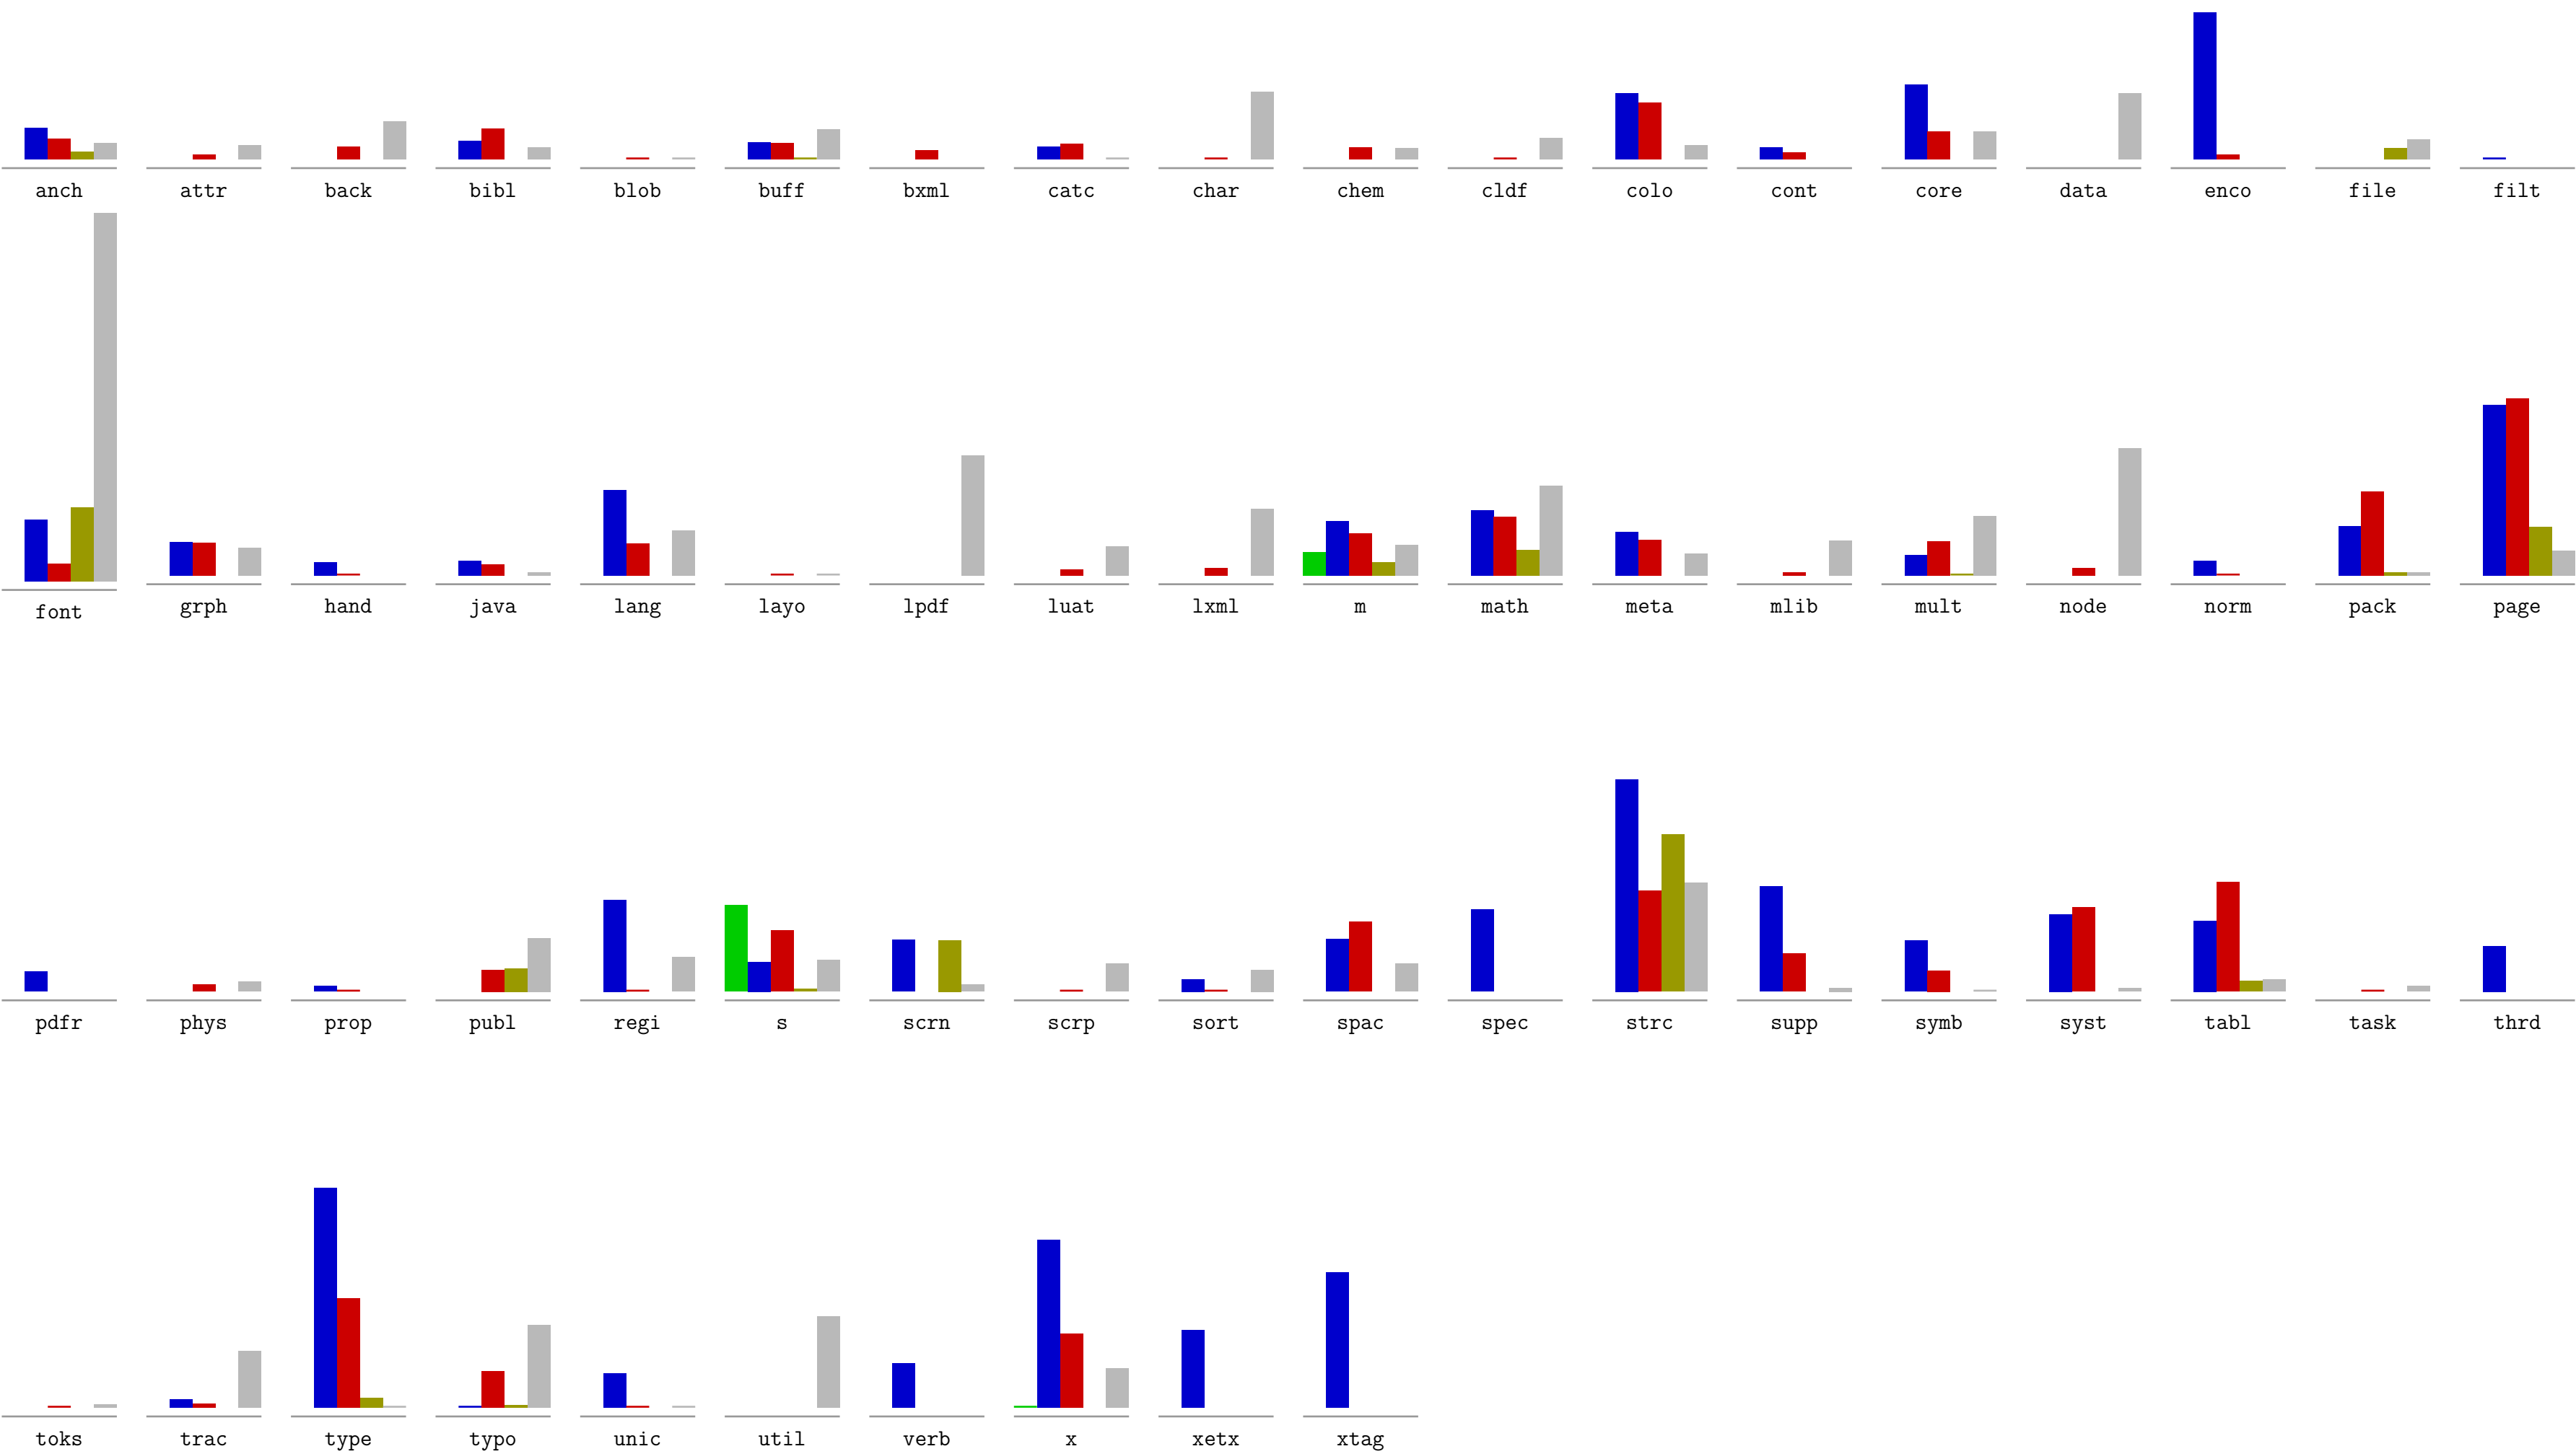 anch attr back bibl blob buff bxml catc char chem cldf colo cont core data enco file filt
font grph hand java lang layo lpdf luat lxml m math meta mlib mult node norm pack page
pdfr phys prop publ regi s scrn scrp sort spac spec strc supp symb syst tabl task thrd
toks trac type typo unic util verb x xetx xtag